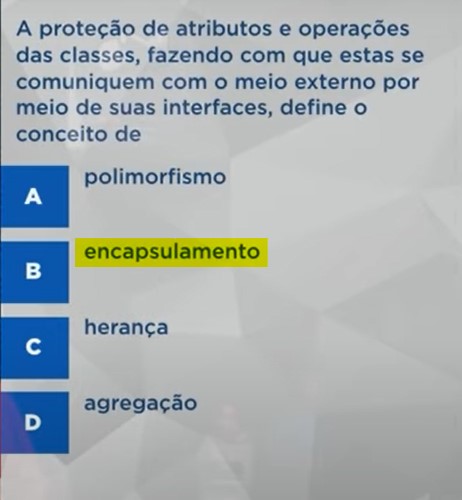 A proteção de atributos e operações
das classes, fazendo com que estas se
comuniquem com o meio externo por
meio de suas interfaces, define o
conceito de
A polimorfismo
B encapsulamento
C herança
D agregação